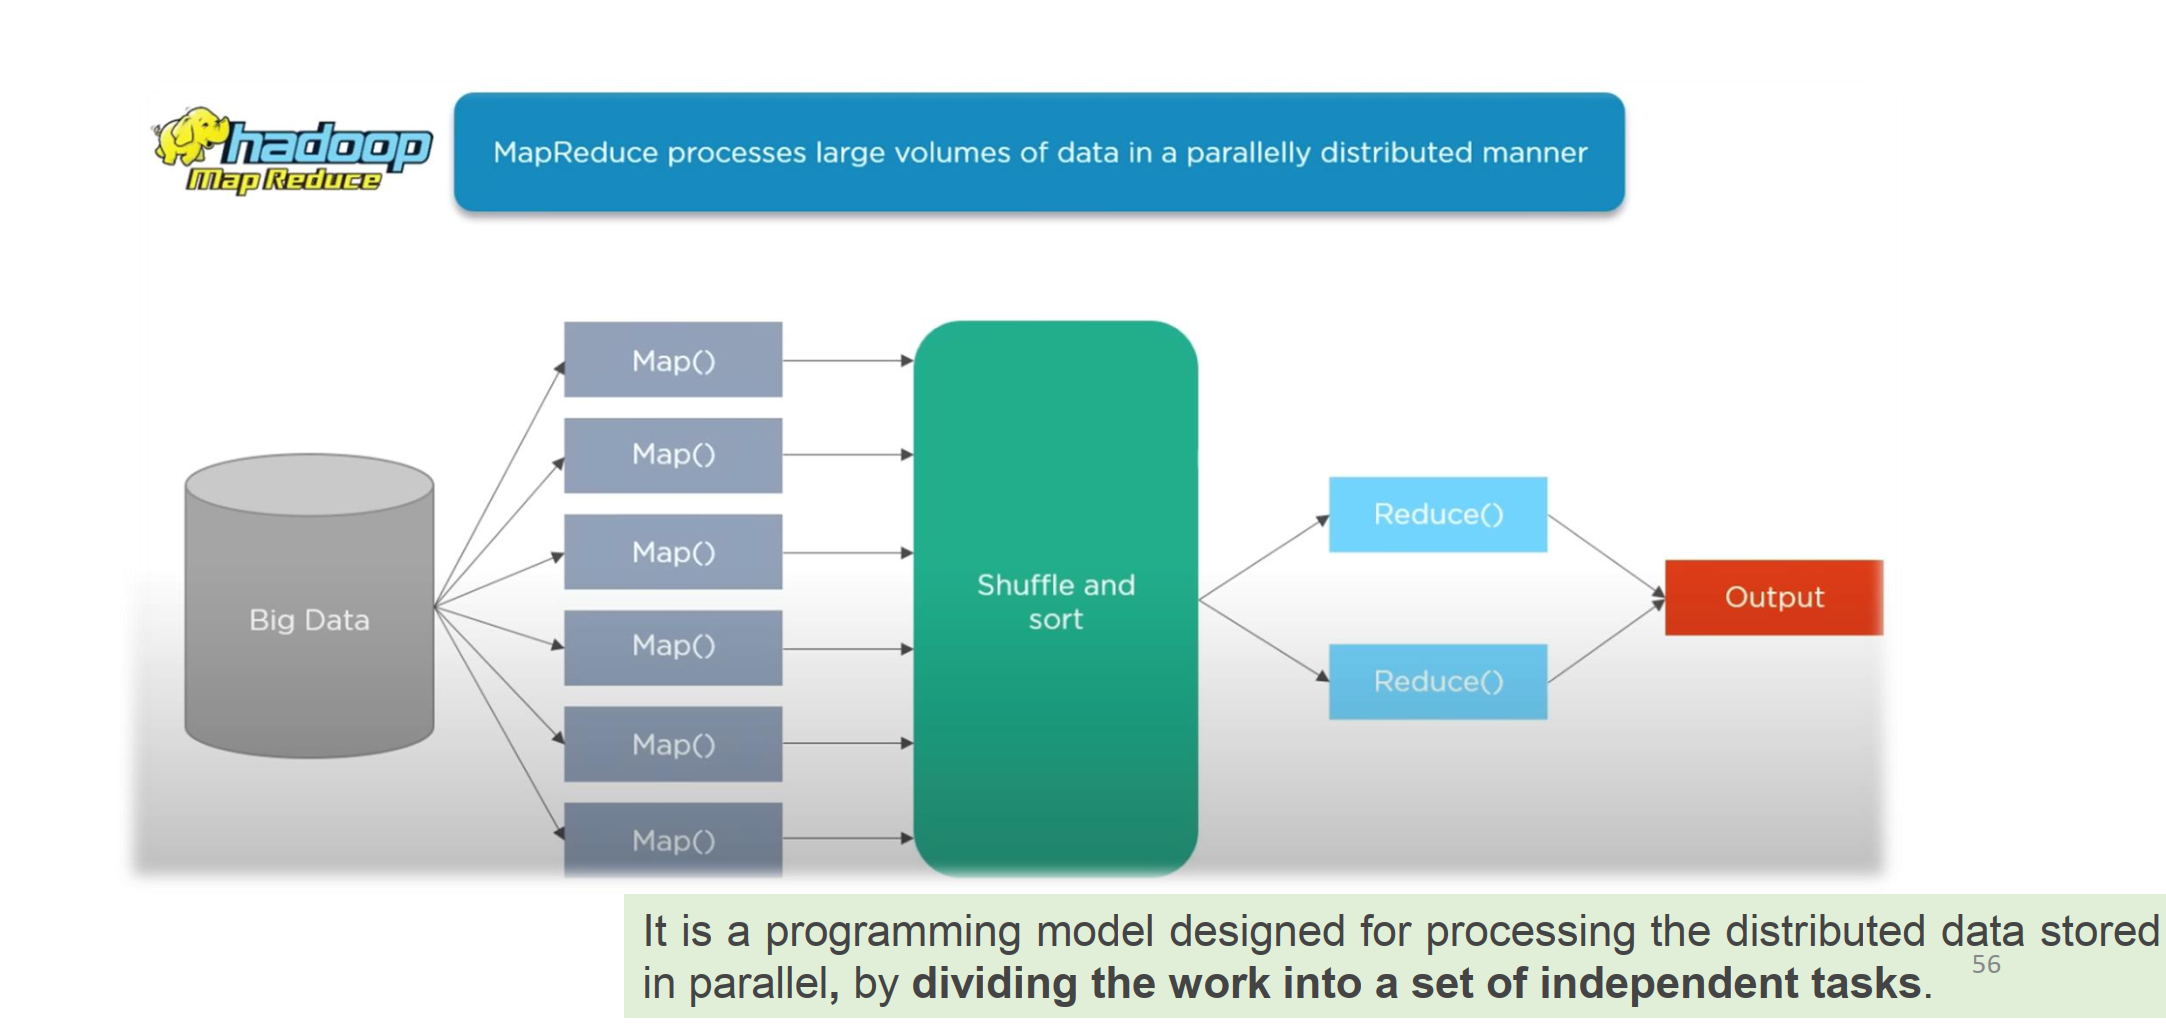 hadoop
Map Reduce
MapReduce processes large volumes of data in a parallelly distributed manner
Big Data
Map()
Map()
Map()
Map()
Map()
Map()
Shuffle and
sort
Reduce()
Reduce()
Output
It is a programming model designed for processing the distributed data stored
in parallel, by dividing the work into a set of independent tasks.
56